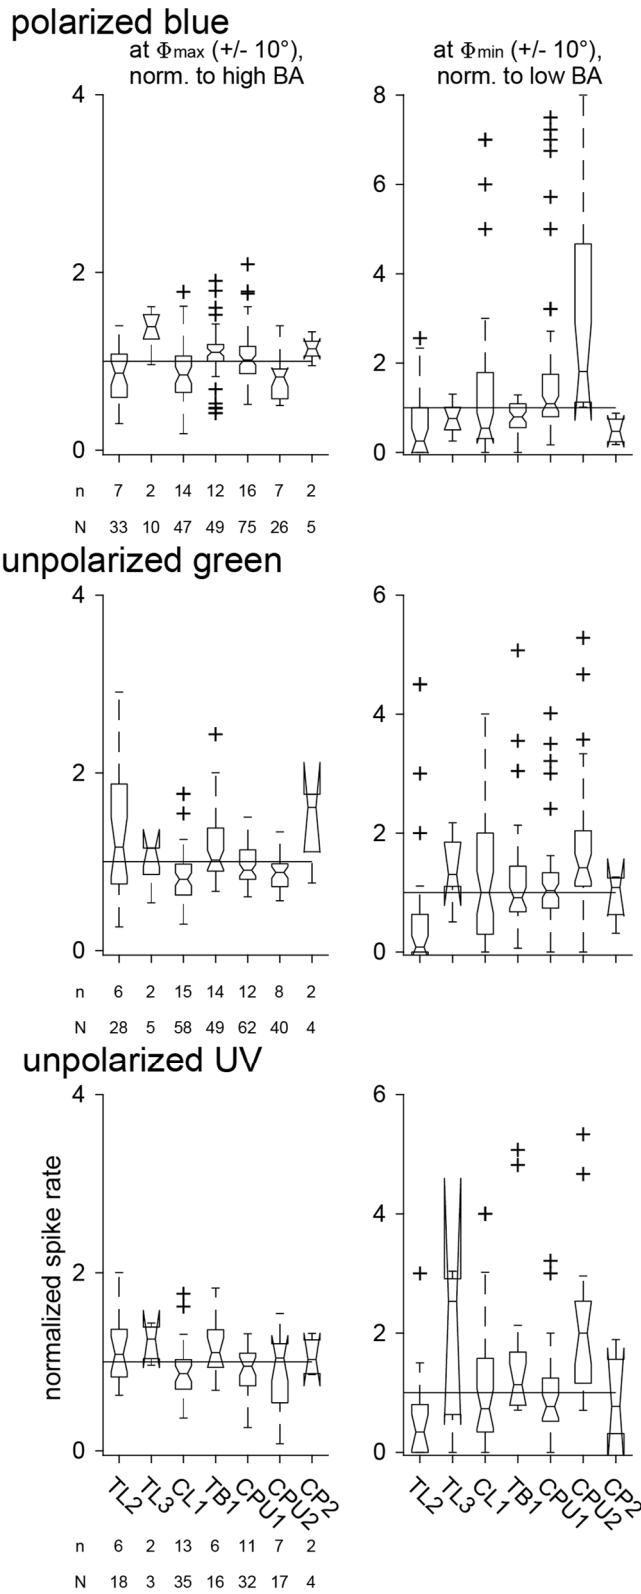 polarized blue
at Φmax (+/- 10°),
norm. to high BA
at Φmin (+/- 10°),
norm. to low BA
4
2
0
8
6
4
2
0
n 7 2 14 12 16 7 2
N 33 10 47 49 75 26 5
unpolarized green
4
2
0
6
4
2
0
n 6 2 15 14 12 8 2
N 28 5 58 49 62 40 4
unpolarized UV
normalized spike rate
4
2
0
6
4
2
0
TL2 TL3 CL1 TB1 CPU1 CPU2 CP2
TL2 TL3 CL1 TB1 CPU1 CPU2 CP2
n 6 2 13 6 11 7 2
N 18 3 35 16 32 17 4